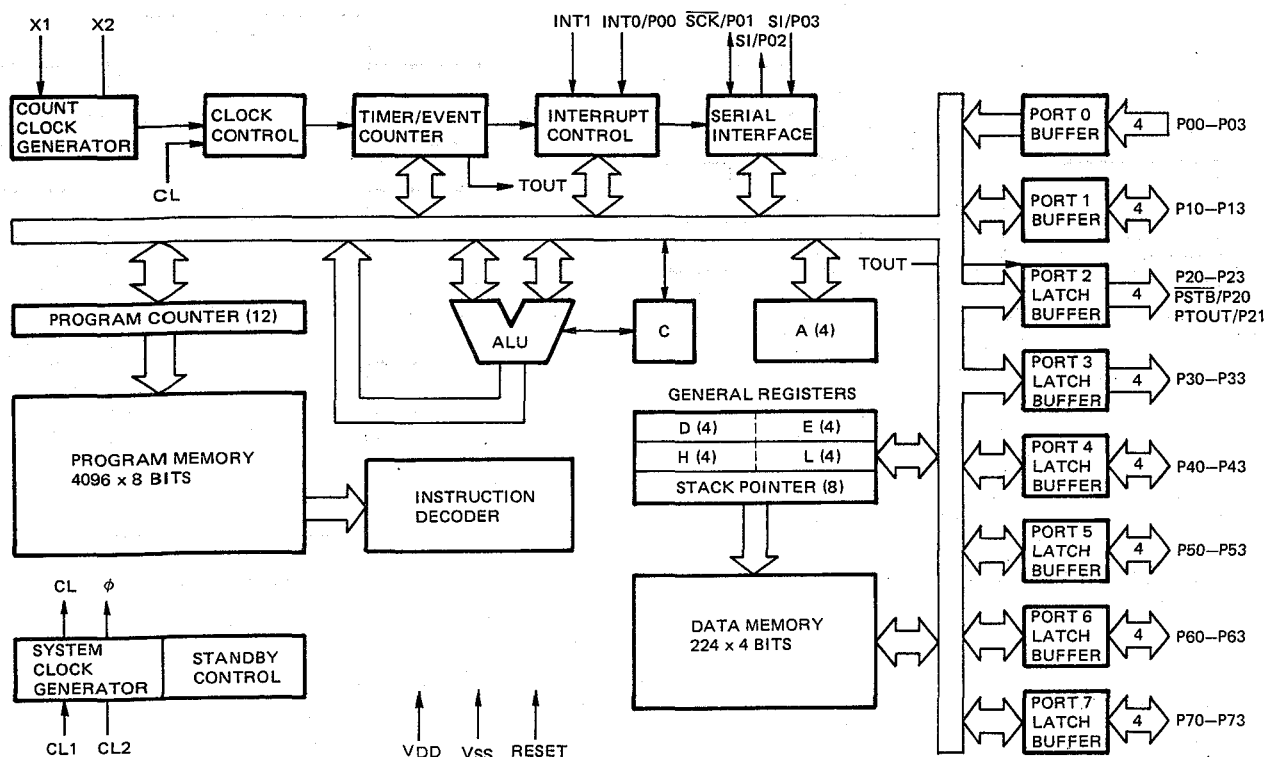 X1 X2
INT1 INT0/P00 SCK/P01 SI/P03
SI/P02
COUNT
CLOCK
GENERATOR
CLOCK
CONTROL
TIMER/EVENT
COUNTER
INTERRUPT
CONTROL
SERIAL
INTERFACE
CL
TOUT
PORT 0
BUFFER
4
P00–P03
PORT 1
BUFFER
4
P10–P13
TOUT
PORT 2
LATCH
BUFFER
4
P20–P23
PSTB/P20
PTOUT/P21
PROGRAM COUNTER (12)
ALU
C
A (4)
PORT 3
LATCH
BUFFER
4
P30–P33
GENERAL REGISTERS
D (4) E (4)
H (4) L (4)
STACK POINTER (8)
PROGRAM MEMORY
4096 x 8 BITS
INSTRUCTION
DECODER
PORT 4
LATCH
BUFFER
4
P40–P43
PORT 5
LATCH
BUFFER
4
P50–P53
CL φ
SYSTEM
CLOCK
GENERATOR
STANDBY
CONTROL
CL1 CL2
VDD VSS RESET
DATA MEMORY
224 x 4 BITS
PORT 6
LATCH
BUFFER
4
P60–P63
PORT 7
LATCH
BUFFER
4
P70–P73